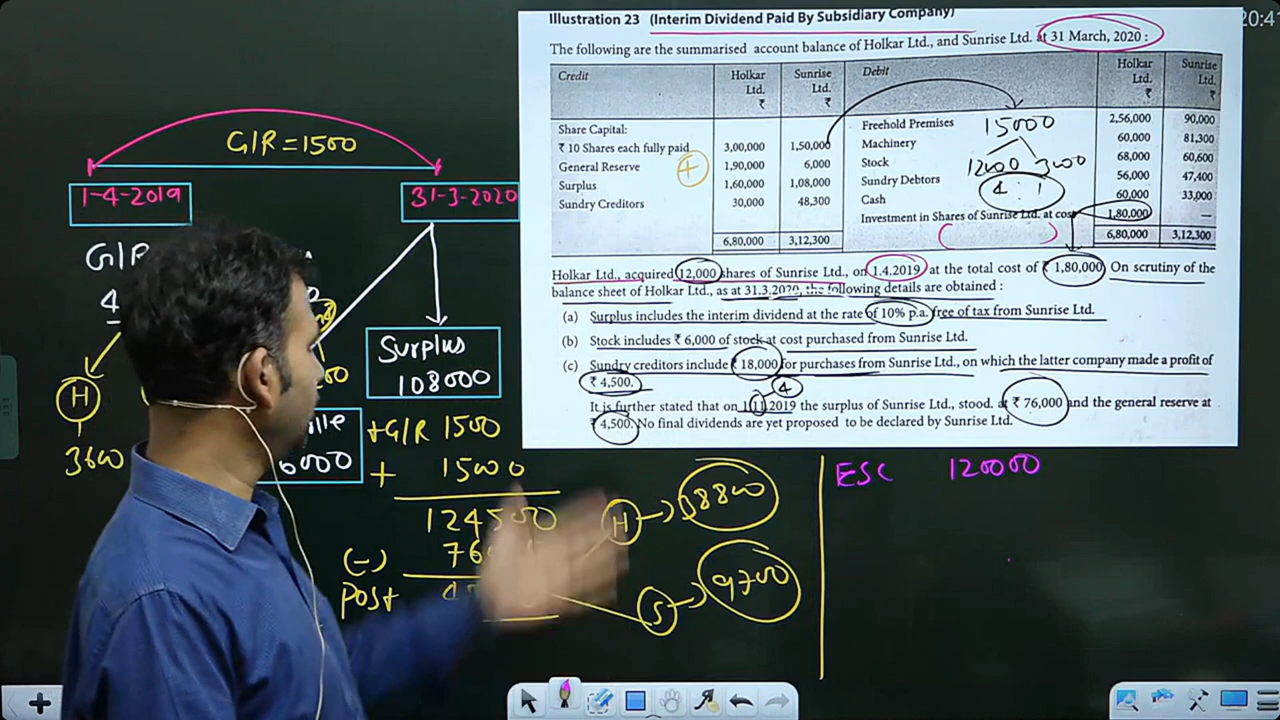 Illustration 23 (Interim Dividend Paid By Subsidiary Company)
20:4
The following are the summarised account balance of Holkar Ltd., and Sunrise Ltd. at 31 March, 2020 :
Credit Holkar Ltd. ₹ Sunrise Ltd. ₹ Debit Holkar Ltd. ₹ Sunrise Ltd. ₹
Share Capital: Freehold Premises 2,56,000 90,000
₹ 10 Shares each fully paid 3,00,000 1,50,000 Machinery 60,000 81,300
General Reserve 1,90,000 6,000 Stock 68,000 60,600
Surplus 1,60,000 1,08,000 Sundry Debtors 56,000 47,400
Sundry Creditors 30,000 48,300 Cash 60,000 33,000
Investment in Shares of Sunrise Ltd. at cost 1,80,000 —
6,80,000 3,12,300 6,80,000 3,12,300
15000
12000 3000
4 : 1
+
Holkar Ltd., acquired 12,000 shares of Sunrise Ltd., on 1.4.2019 at the total cost of ₹ 1,80,000. On scrutiny of the
balance sheet of Holkar Ltd., as at 31.3.2020, the following details are obtained :
(a) Surplus includes the interim dividend at the rate of 10% p.a. free of tax from Sunrise Ltd.
(b) Stock includes ₹ 6,000 of stock at cost purchased from Sunrise Ltd.
(c) Sundry creditors include ₹ 18,000 for purchases from Sunrise Ltd., on which the latter company made a profit of
₹ 4,500.
4
It is further stated that on 1.1.2019 the surplus of Sunrise Ltd., stood at ₹ 76,000 and the general reserve at
₹ 4,500. No final dividends are yet proposed to be declared by Sunrise Ltd.
G/R = 1500
1-4-2019
31-3-2020
G/R
4
H
3600
Surplus
108000
+G/R 1500
+ 15000
124500
(-) 76
Post
H → 38800
S → 9700
ESC 120000